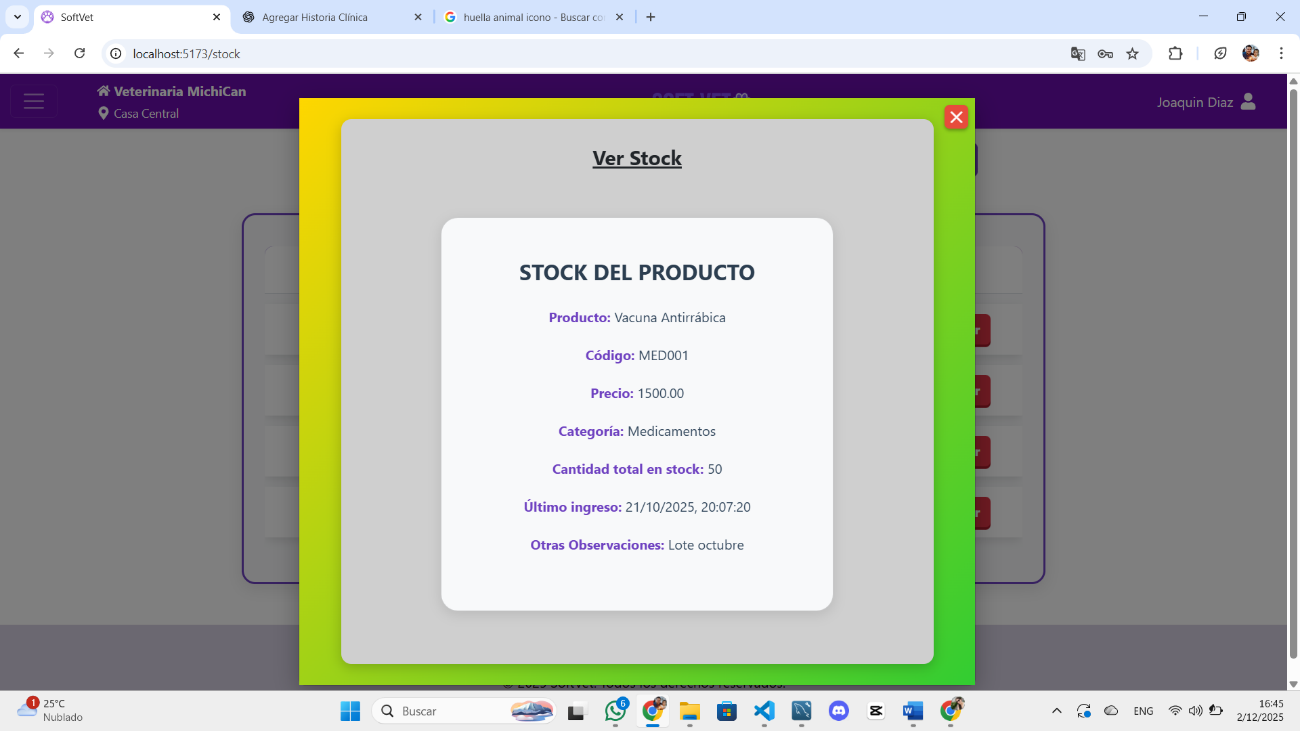 SoftVet
Agregar Historia Clínica
huella animal icono - Buscar co
localhost:5173/stock
Veterinaria MichiCan
Casa Central
Joaquin Diaz
Ver Stock
STOCK DEL PRODUCTO
Producto: Vacuna Antirrábica
Código: MED001
Precio: 1500.00
Categoría: Medicamentos
Cantidad total en stock: 50
Último ingreso: 21/10/2025, 20:07:20
Otras Observaciones: Lote octubre
r
r
r
r
1
25°C
Nublado
Buscar
6
ENG
16:45
2/12/2025